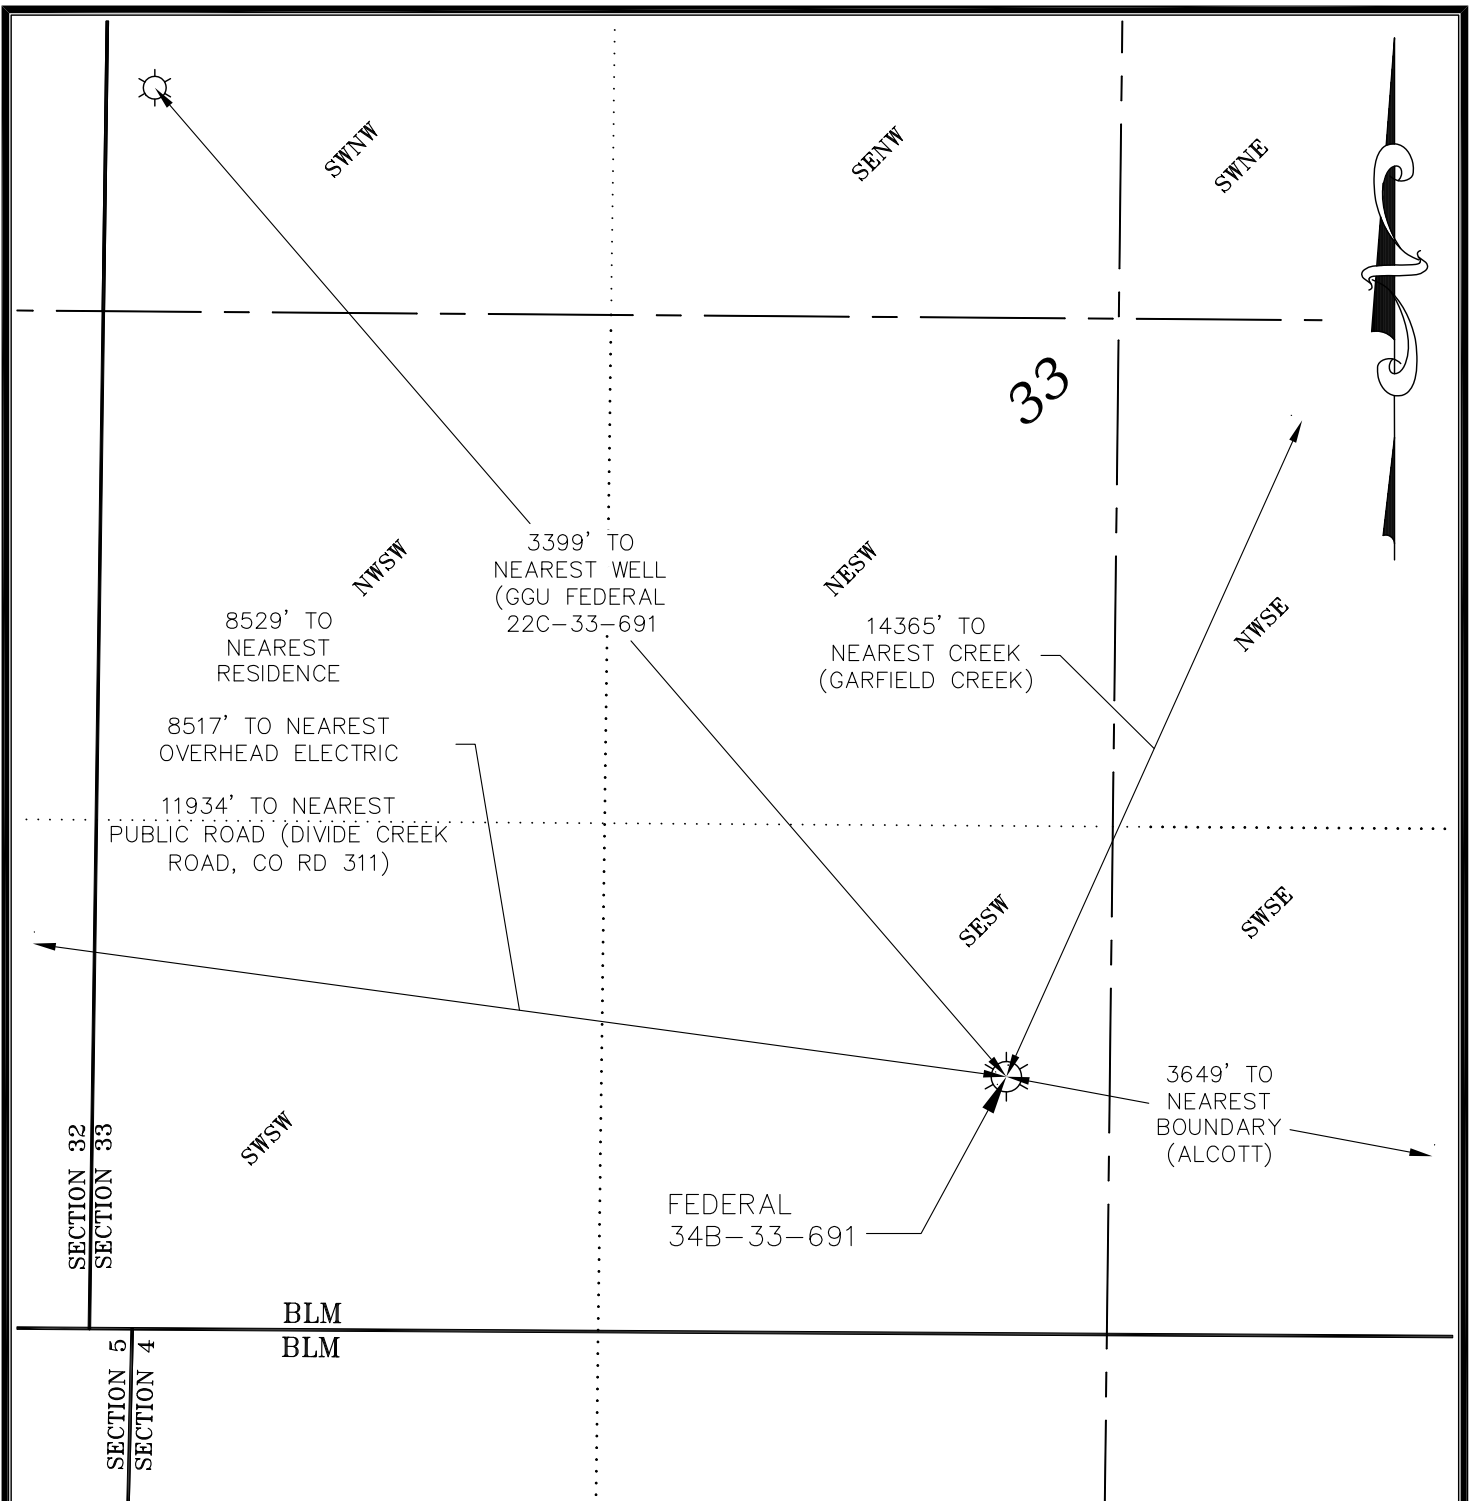 SWNW
SENW
SWNE
33
3399' TO
NEAREST WELL
(GGU FEDERAL
22C-33-691
NWSW
NESW
NWSE
8529' TO
NEAREST
RESIDENCE
14365' TO
NEAREST CREEK
(GARFIELD CREEK)
8517' TO NEAREST
OVERHEAD ELECTRIC
11934' TO NEAREST
PUBLIC ROAD (DIVIDE CREEK
ROAD, CO RD 311)
SESW
SWSE
3649' TO
NEAREST
BOUNDARY
(ALCOTT)
SWSW
SECTION 32
SECTION 33
FEDERAL
34B-33-691
BLM
BLM
SECTION 5
SECTION 4